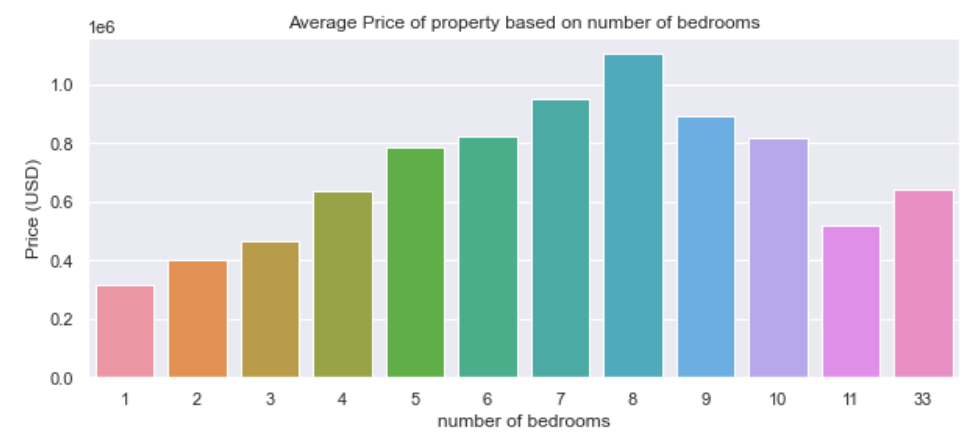 Average Price of property based on number of bedrooms
1e6
Price (USD)
1.0
0.8
0.6
0.4
0.2
0.0
1 2 3 4 5 6 7 8 9 10 11 33
number of bedrooms